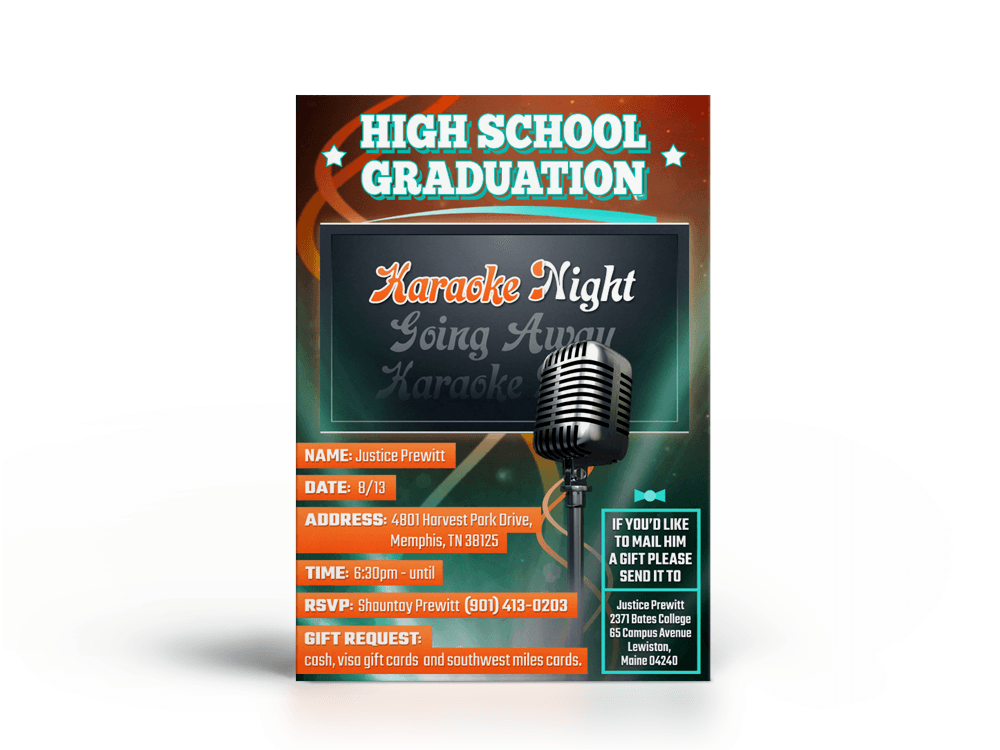 HIGH SCHOOL
GRADUATION
Karaoke Night
Going Away
Karaoke
NAME: Justice Prewitt
DATE: 8/13
ADDRESS: 4801 Harvest Park Drive,
Memphis, TN 38125
TIME: 6:30pm - until
RSVP: Shauntay Prewitt (901) 413-0203
GIFT REQUEST:
cash, visa gift cards and southwest miles cards.
IF YOU'D LIKE
TO MAIL HIM
A GIFT PLEASE
SEND IT TO
Justice Prewitt
2371 Bates College
65 Campus Avenue
Lewiston,
Maine 04240